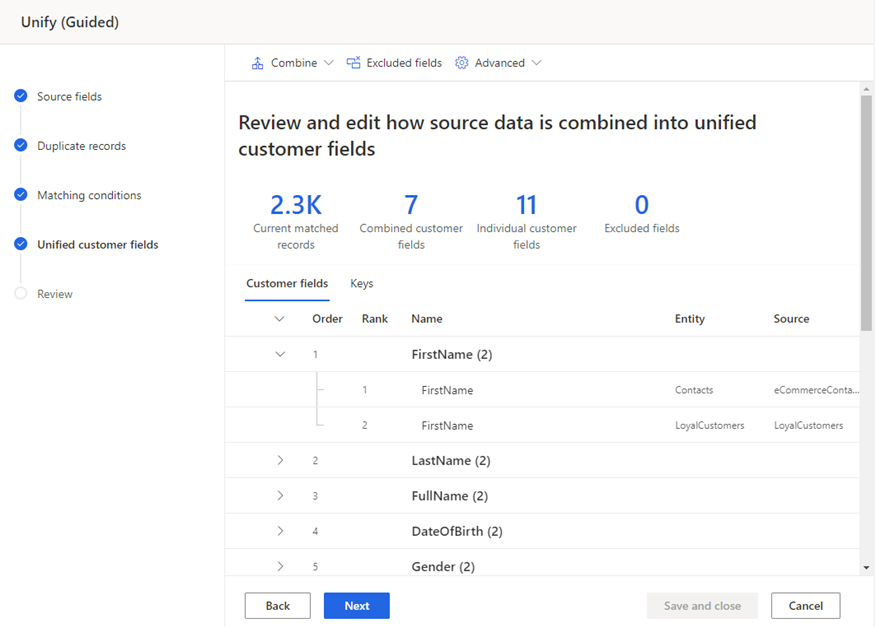 Unify (Guided)
Combine Excluded fields Advanced
Source fields
Duplicate records
Matching conditions
Unified customer fields
Review
Review and edit how source data is combined into unified
customer fields
2.3K 7 11 0
Current matched Combined customer Individual customer Excluded fields
records fields fields
Customer fields Keys
Order Rank Name Entity Source
1 FirstName (2)
1 FirstName Contacts eCommerceConta...
2 FirstName LoyalCustomers LoyalCustomers
2 LastName (2)
3 FullName (2)
4 DateOfBirth (2)
5 Gender (2)
Back Next Save and close Cancel